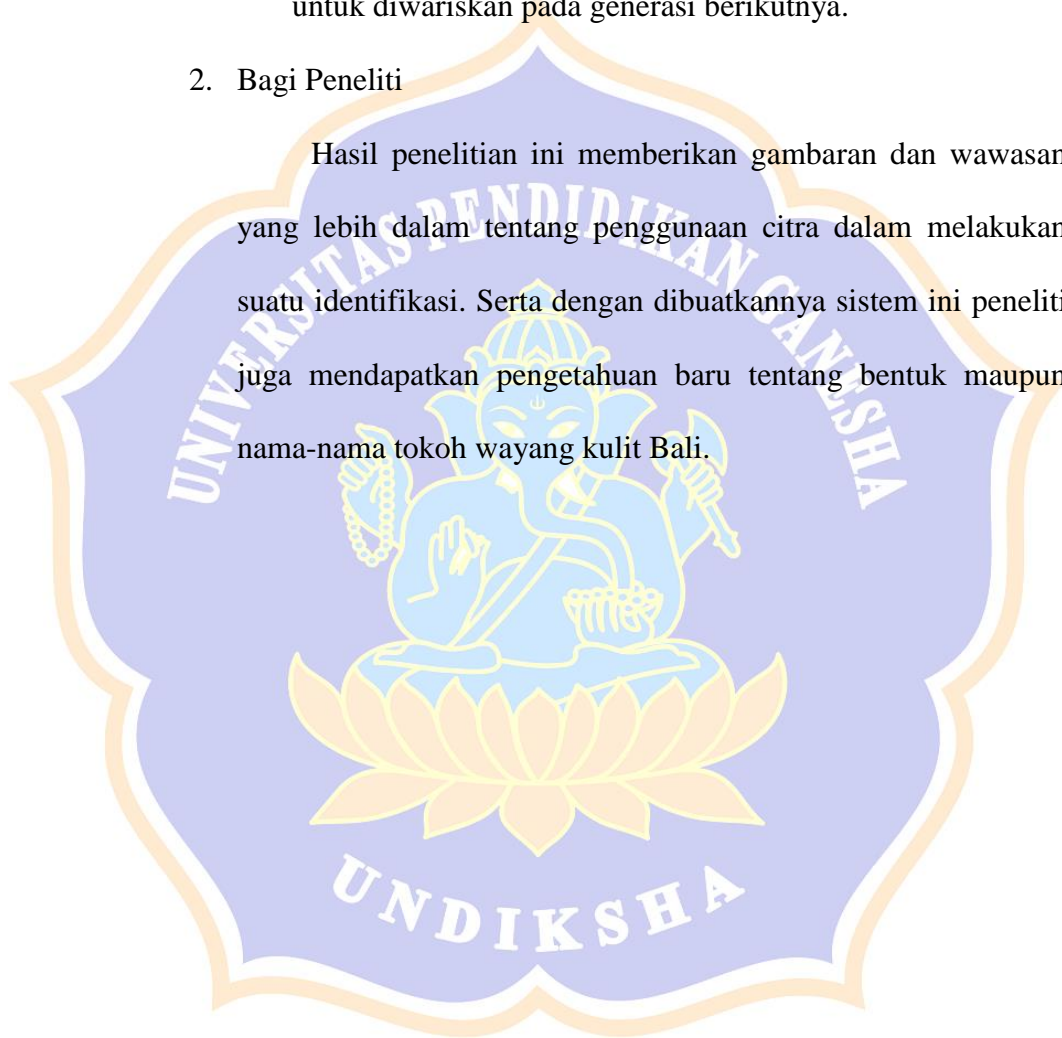 untuk diwariskan pada generasi berikutnya.
2. Bagi Peneliti
Hasil penelitian ini memberikan gambaran dan wawasan
yang lebih dalam tentang penggunaan citra dalam melakukan
suatu identifikasi. Serta dengan dibuatkannya sistem ini peneliti
juga mendapatkan pengetahuan baru tentang bentuk maupun
nama-nama tokoh wayang kulit Bali.
UNIVERSITAS PENDIDIKAN GANESHA
UNDIKSHA